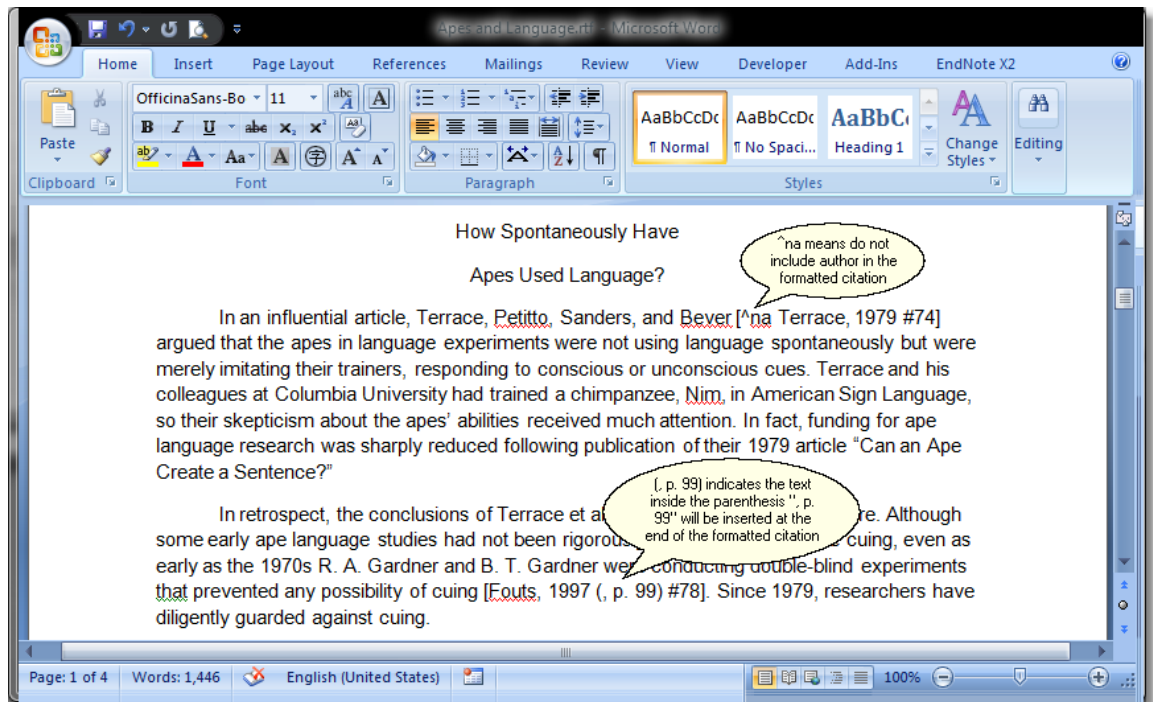 Apes and Language.rtf - Microsoft Word
Home Insert Page Layout References Mailings Review View Developer Add-Ins EndNote X2
Paste
Clipboard
OfficinaSans-Bo 11
Font
Paragraph
AaBbCcDc AaBbCcDc AaBbC
¶ Normal ¶ No Spaci... Heading 1
Change Styles
Styles
Editing
How Spontaneously Have
Apes Used Language?
^na means do not
include author in the
formatted citation
In an influential article, Terrace, Petitto, Sanders, and Bever [^na Terrace, 1979 #74]
argued that the apes in language experiments were not using language spontaneously but were
merely imitating their trainers, responding to conscious or unconscious cues. Terrace and his
colleagues at Columbia University had trained a chimpanzee, Nim, in American Sign Language,
so their skepticism about the apes’ abilities received much attention. In fact, funding for ape
language research was sharply reduced following publication of their 1979 article “Can an Ape
Create a Sentence?”
(, p. 99) indicates the text
inside the parenthesis ", p.
99" will be inserted at the
end of the formatted citation
In retrospect, the conclusions of Terrace et al re. Although
some early ape language studies had not been rigorou cuing, even as
early as the 1970s R. A. Gardner and B. T. Gardner were conducting double-blind experiments
that prevented any possibility of cuing [Fouts, 1997 (, p. 99) #78]. Since 1979, researchers have
diligently guarded against cuing.
Page: 1 of 4 Words: 1,446 English (United States) 100%